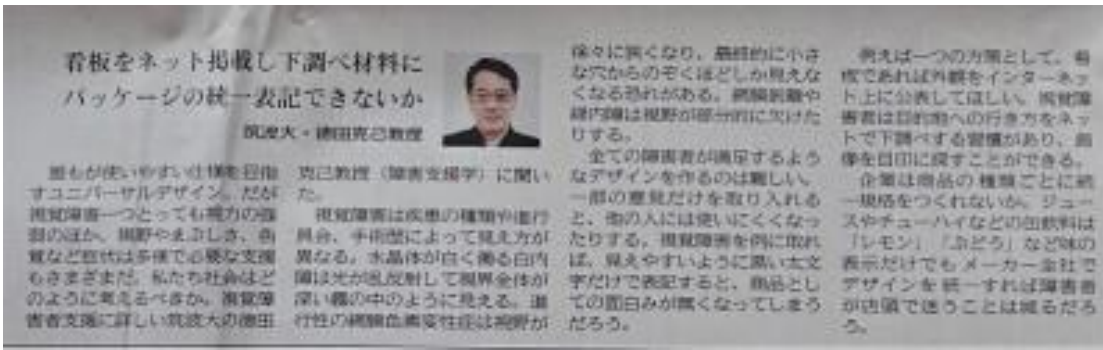 看板をネット掲載し下調べ材料に
パッケージの統一表記できないか
筑波大・徳田克己教授
誰もが使いやすい仕様を目指
すユニバーサルデザイン。だが
視覚障害一つとっても視力の強
弱のほか、視野やまぶしさ、色
覚など症状は多様で必要な支援
もさまざまだ。私たち社会はど
のように考えるべきか。視覚障
害者支援に詳しい筑波大の徳田
克己教授（障害支援学）に聞い
た。
視覚障害は疾患の種類や進行
具合、手術歴によって見え方が
異なる。水晶体が白く濁る白内
障は光が乱反射して視界全体が
深い霧の中のように見える。進
行性の網膜色素変性症は視野が
徐々に狭くなり、最終的に小さ
な穴からのぞくほどしか見えな
くなる恐れがある。網膜剝離や
緑内障は視野が部分的に欠けた
りする。
全ての障害者が満足するよう
なデザインを作るのは難しい。
一部の意見だけを取り入れる
と、他の人には使いにくくなっ
たりする。視覚障害を例に取れ
ば、見えやすいように黒い太文
字だけで表記すると、商品とし
ての面白みが無くなってしまう
だろう。
例えば一つの方策として、看
板であれば外観をインターネッ
ト上に公表してほしい。視覚障
害者は目的地への行き方をネッ
トで下調べする習慣があり、画
像を目印に探すことができる。
企業は商品の種類ごとに統
一規格をつくれないか。ジュー
スやチューハイなどの缶飲料は
「レモン」「ぶどう」など味の
表示だけでもメーカー全社で
デザインを統一すれば障害者
が店頭で迷うことは減るだろ
う。